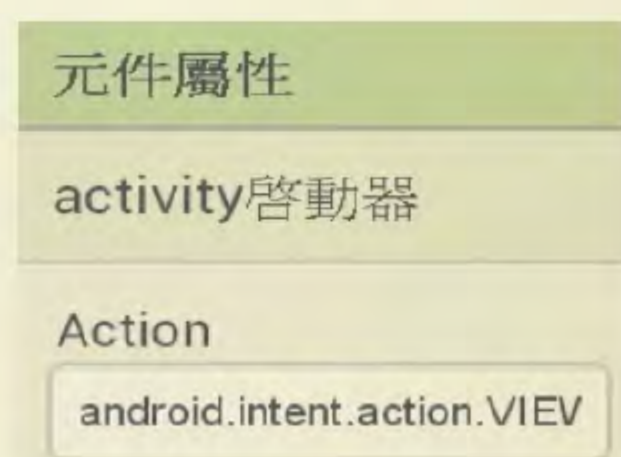 元件屬性
activity啓動器
Action
android.intent.action.VIEV